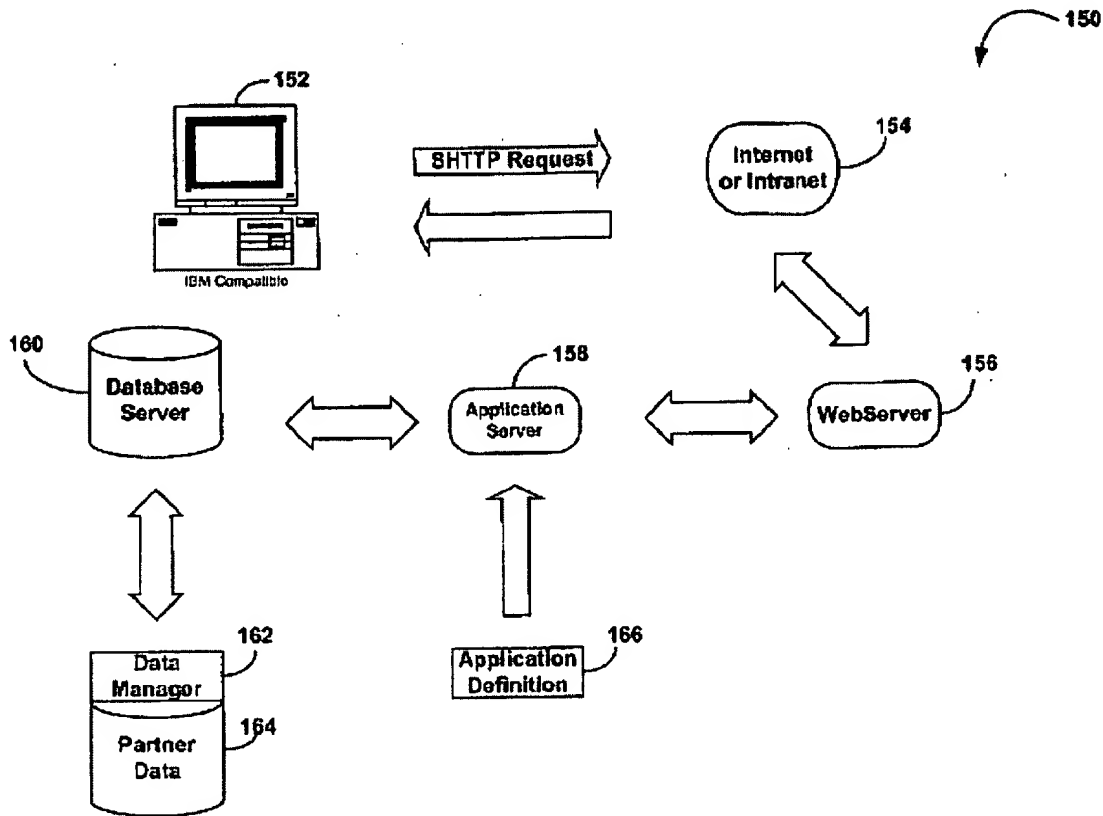 150
152
SHTTP Request
Internet
or Intranet
154
IBM Compatible
160
Database
Server
158
Application
Server
156
WebServer
162
Data
Manager
164
Partner
Data
166
Application
Definition